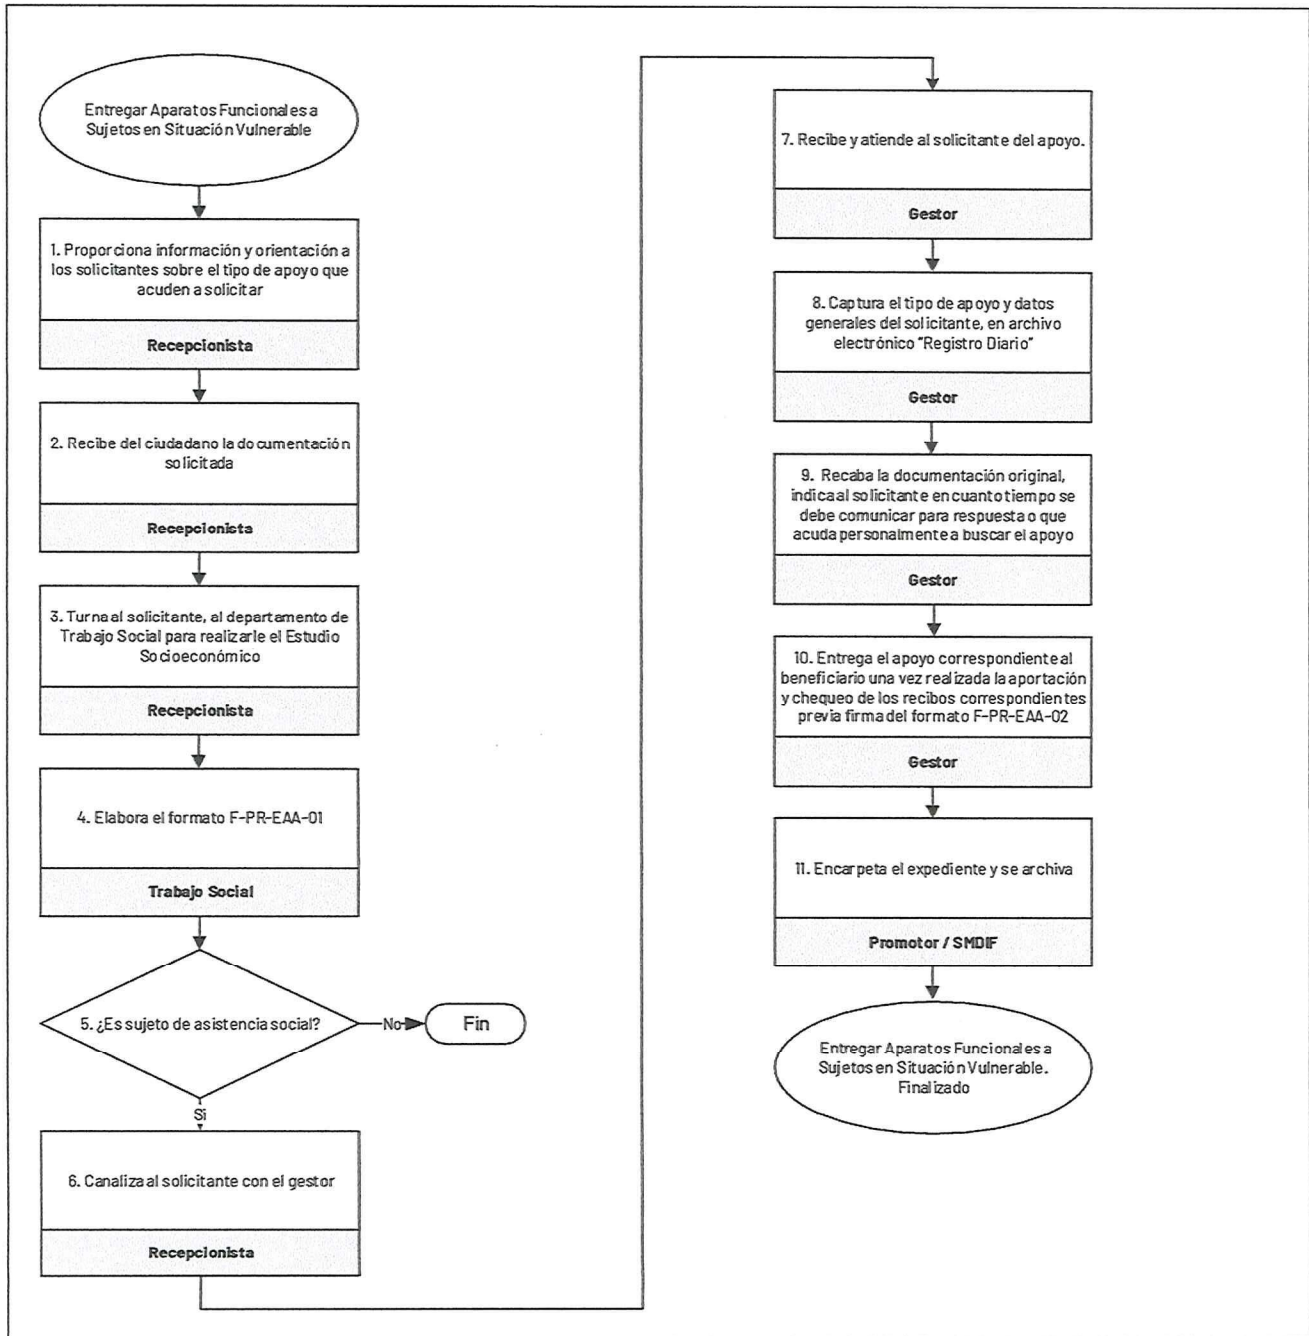 Entregar Aparatos Funcionales a
Sujetos en Situación Vulnerable
1. Proporciona información y orientación a
los solicitantes sobre el tipo de apoyo que
acuden a solicitar
Recepcionista
2. Recibe del ciudadano la documentación
solicitada
Recepcionista
3. Turna al solicitante, al departamento de
Trabajo Social para realizarle el Estudio
Socioeconómico
Recepcionista
4. Elabora el formato F-PR-EAA-01
Trabajo Social
5. ¿Es sujeto de asistencia social?
No
Fin
Si
6. Canaliza al solicitante con el gestor
Recepcionista
7. Recibe y atiende al solicitante del apoyo.
Gestor
8. Captura el tipo de apoyo y datos
generales del solicitante, en archivo
electrónico "Registro Diario"
Gestor
9. Recaba la documentación original,
indica al solicitante en cuanto tiempo se
debe comunicar para respuesta o que
acuda personalmente a buscar el apoyo
Gestor
10. Entrega el apoyo correspondiente al
beneficiario una vez realizada la aportación
y chequeo de los recibos correspondientes
previa firma del formato F-PR-EAA-02
Gestor
11. Encarpeta el expediente y se archiva
Promotor / SMDIF
Entregar Aparatos Funcionales a
Sujetos en Situación Vulnerable.
Finalizado